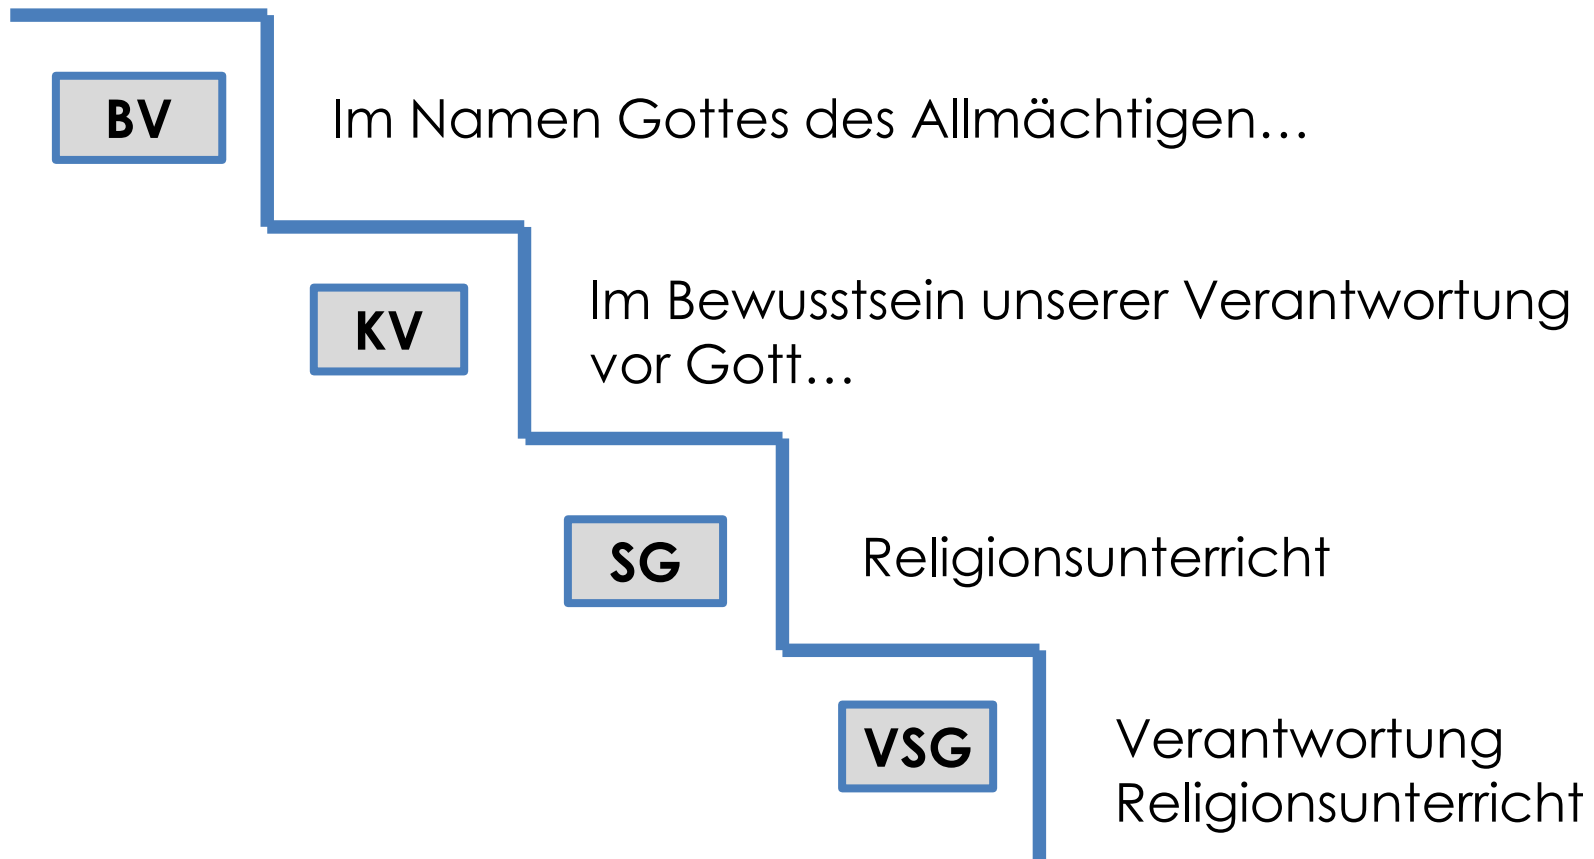 BV
Im Namen Gottes des Allmächtigen…
KV
Im Bewusstsein unserer Verantwortung
vor Gott…
SG
Religionsunterricht
VSG
Verantwortung
Religionsunterricht